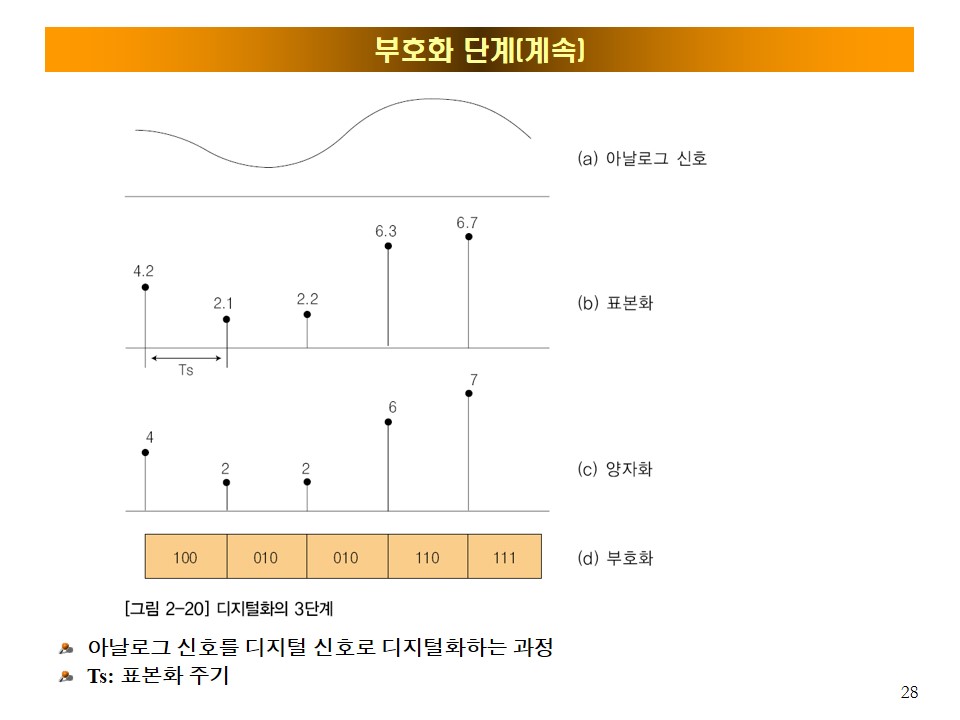 부호화 단계(계속)
(a) 아날로그 신호
4.2
2.1
2.2
6.3
6.7
(b) 표본화
Ts
4
2
2
6
7
(c) 양자화
100 010 010 110 111
(d) 부호화
[그림 2-20] 디지털화의 3단계
아날로그 신호를 디지털 신호로 디지털화하는 과정
Ts: 표본화 주기
28